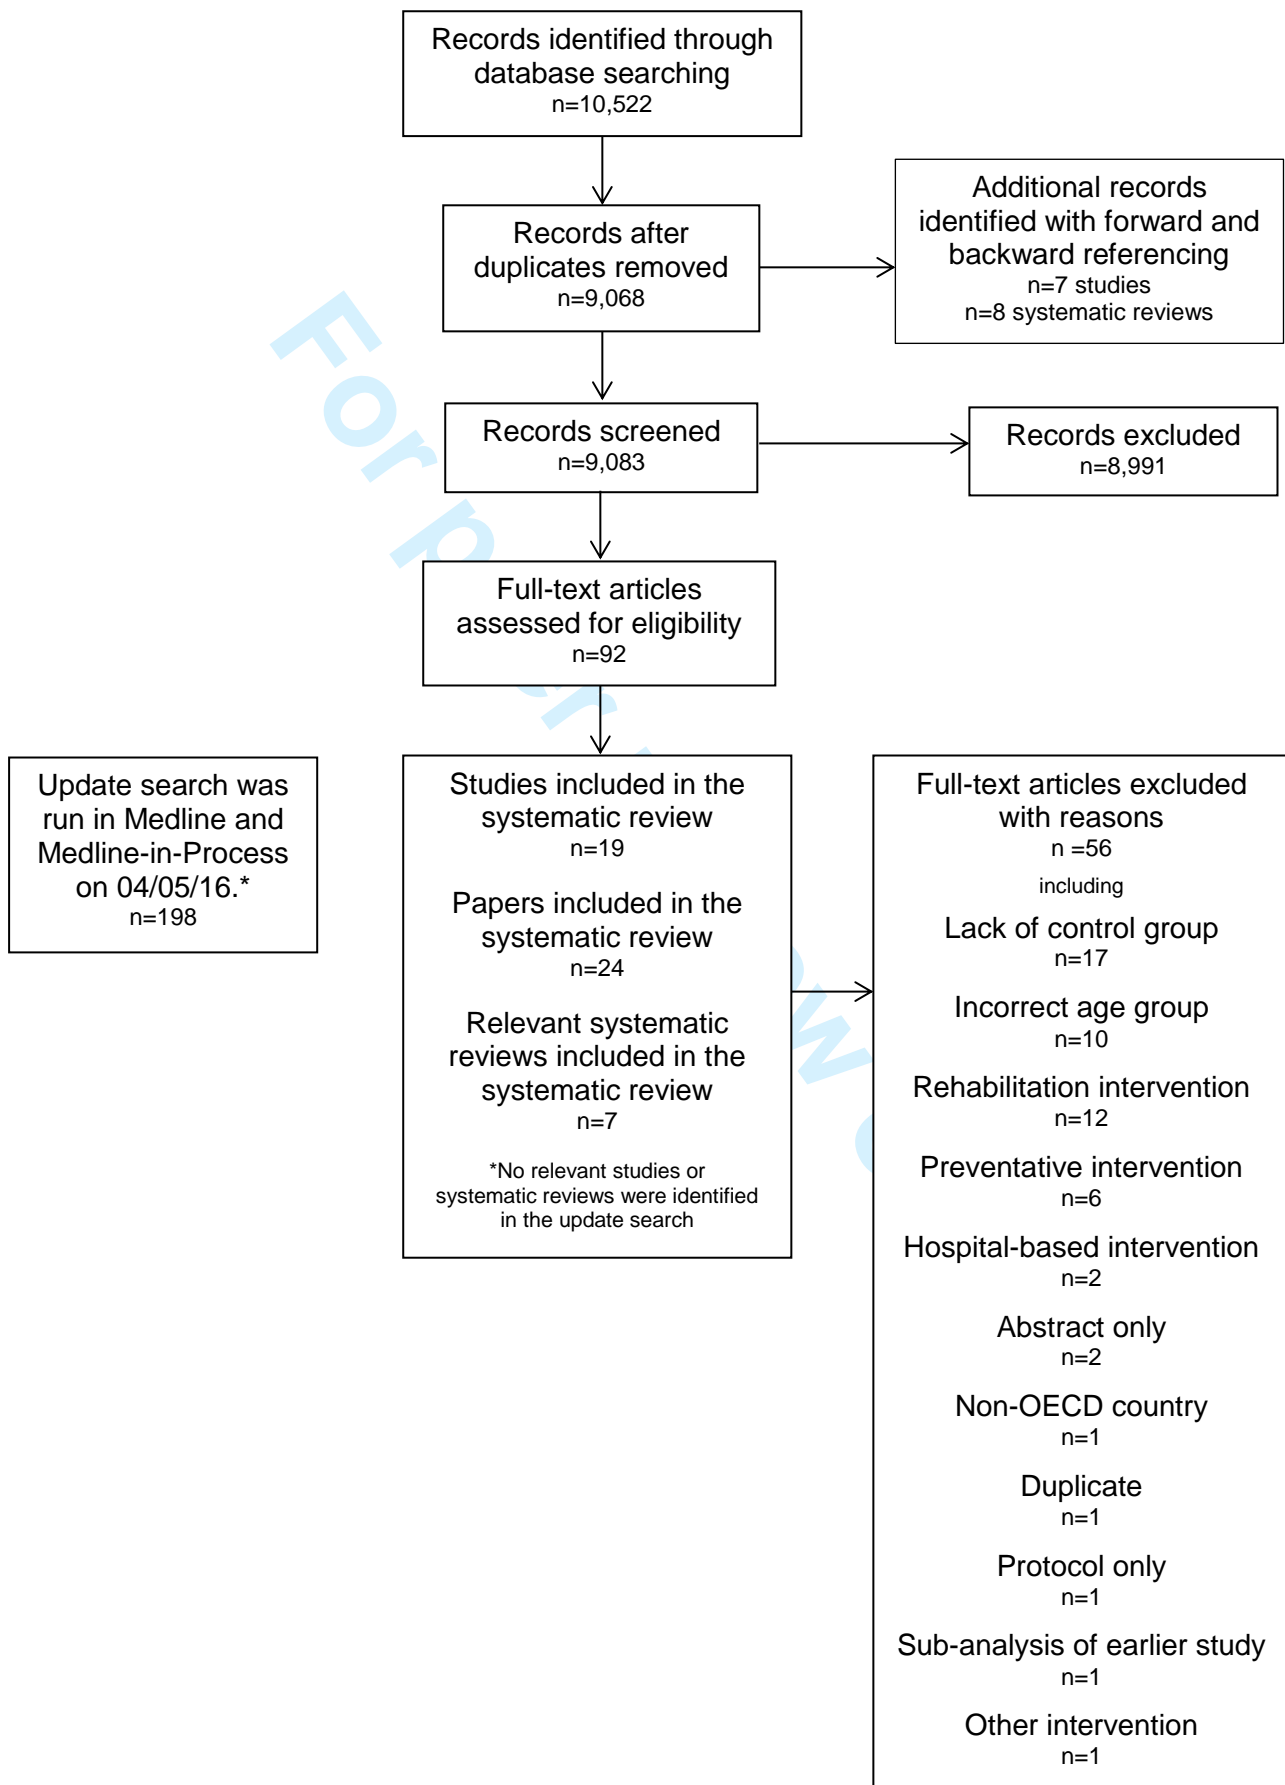 Records identified through
database searching
n=10,522
Additional records
identified with forward and
backward referencing
n=7 studies
n=8 systematic reviews
Records after
duplicates removed
n=9,068
Records screened
n=9,083
Records excluded
n=8,991
Full-text articles
assessed for eligibility
n=92
Update search was
run in Medline and
Medline-in-Process
on 04/05/16.*
n=198
Studies included in the
systematic review
n=19
Papers included in the
systematic review
n=24
Relevant systematic
reviews included in the
systematic review
n=7
*No relevant studies or
systematic reviews were identified
in the update search
Full-text articles excluded
with reasons
n =56
including
Lack of control group
n=17
Incorrect age group
n=10
Rehabilitation intervention
n=12
Preventative intervention
n=6
Hospital-based intervention
n=2
Abstract only
n=2
Non-OECD country
n=1
Duplicate
n=1
Protocol only
n=1
Sub-analysis of earlier study
n=1
Other intervention
n=1
For